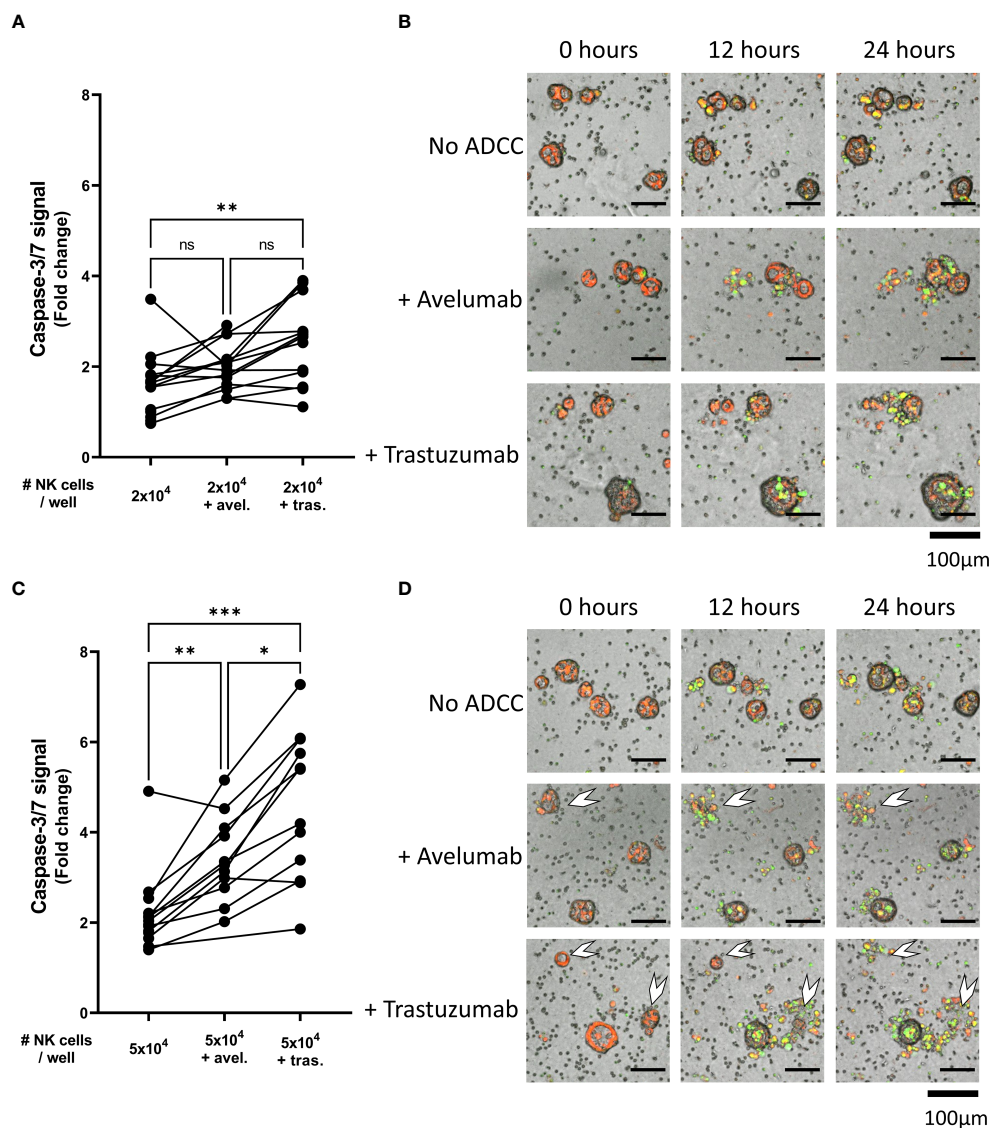 A
Caspase-3/7 signal
(Fold change)
8
6
4
2
0
**
ns
ns
# NK cells
/ well
2x10⁴
2x10⁴
+ avel.
2x10⁴
+ tras.
B
0 hours
12 hours
24 hours
No ADCC
+ Avelumab
+ Trastuzumab
100µm
C
Caspase-3/7 signal
(Fold change)
8
6
4
2
0
***
**
*
# NK cells
/ well
5x10⁴
5x10⁴
+ avel.
5x10⁴
+ tras.
D
0 hours
12 hours
24 hours
No ADCC
+ Avelumab
+ Trastuzumab
100µm